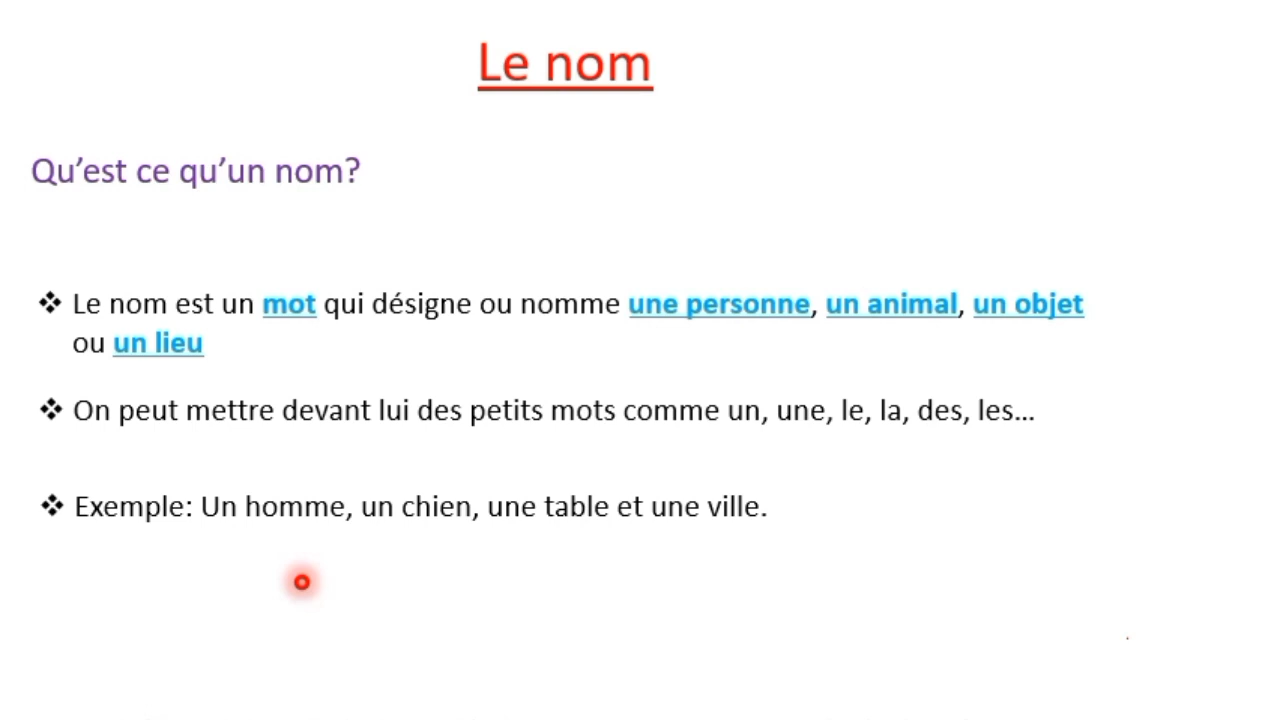 Le nom
Qu’est ce qu’un nom?
❖ Le nom est un mot qui désigne ou nomme une personne, un animal, un objet
ou un lieu
❖ On peut mettre devant lui des petits mots comme un, une, le, la, des, les...
❖ Exemple: Un homme, un chien, une table et une ville.